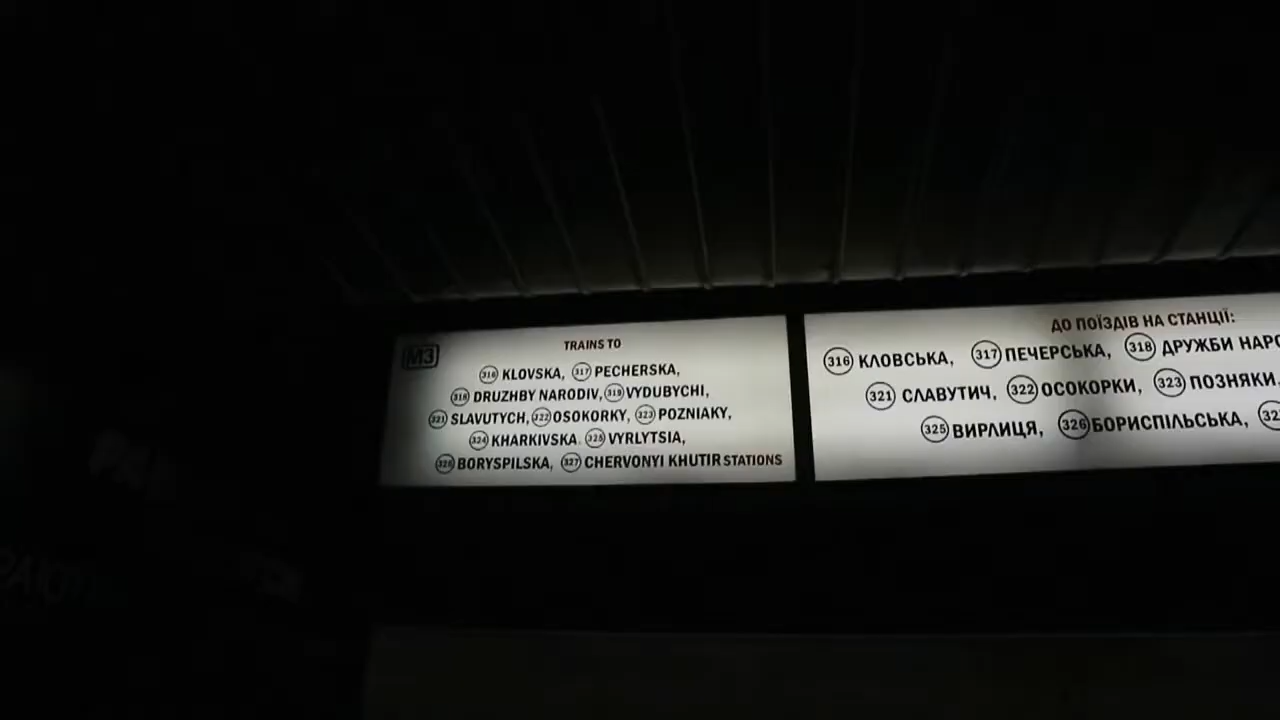 M3
TRAINS TO
316 KLOVSKA, 317 PECHERSKA,
318 DRUZHBY NARODIV, 319 VYDUBYCHI,
321 SLAVUTYCH, 322 OSOKORKY, 323 POZNIAKY,
324 KHARKIVSKA 325 VYRLYTSIA,
326 BORYSPILSKA, 327 CHERVONYI KHUTIR STATIONS
ДО ПОЇЗДІВ НА СТАНЦІЇ:
316 КЛОВСЬКА, 317 ПЕЧЕРСЬКА, 318 ДРУЖБИ
321 СЛАВУТИЧ, 322 ОСОКОРКИ, 323 ПОЗНЯКИ,
325 ВИРЛИЦЯ, 326 БОРИСПІЛЬСЬКА,